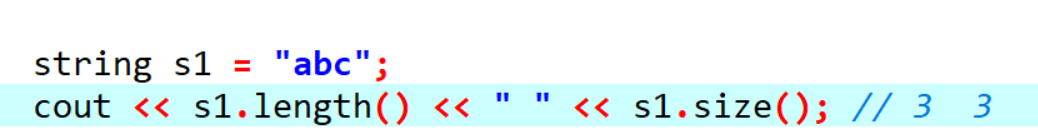 string s1 = "abc";
cout << s1.length() << " " << s1.size(); // 3  3